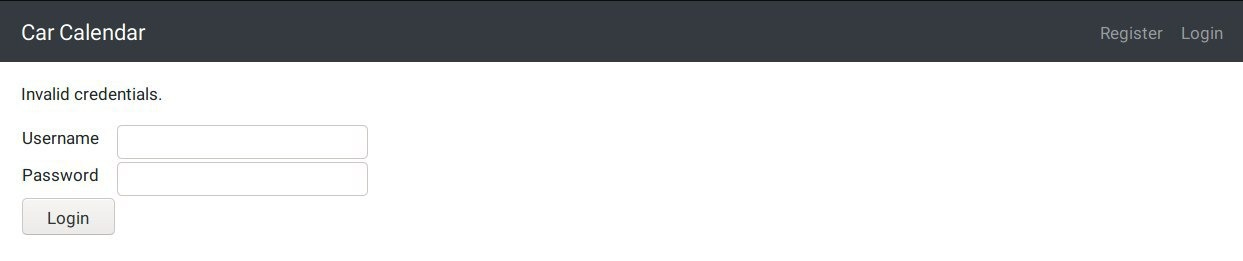 Car Calendar Register Login
Invalid credentials.
Username
Password
Login